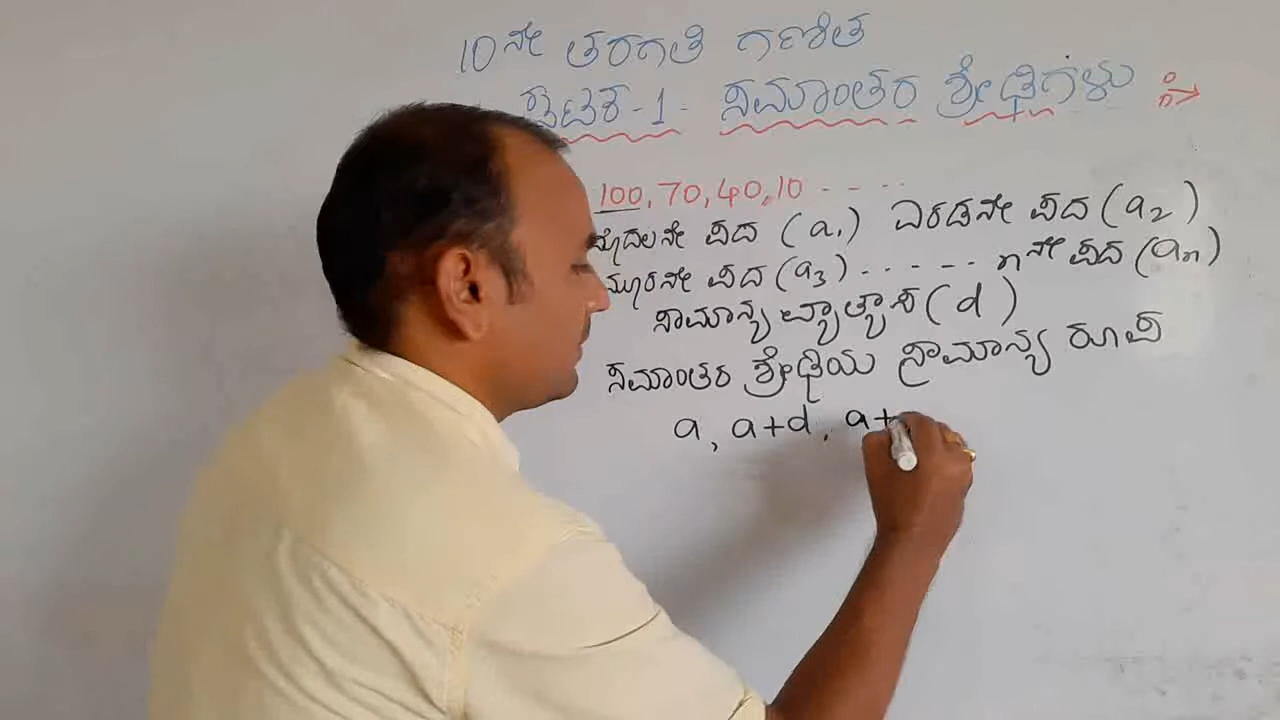 10ನೇ ತರಗತಿ ಗಣಿತ
ಘಟಕ-1- ಸಮಾಂತರ ಶ್ರೇಢಿಗಳು :->
100, 70, 40, 10 - - - - ..
ಮೊದಲನೇ ಪದ (a₁) ಎರಡನೇ ಪದ (a₂)
ಮೂರನೇ ಪದ (a₃) - - - - - - nನೇ ಪದ (aₙ)
ಸಾಮಾನ್ಯ ವ್ಯಾತ್ಯಾಸ (d)
ಸಮಾಂತರ ಶ್ರೇಢಿಯ ಸಾಮಾನ್ಯ ರೂಪ
a, a+d, a+